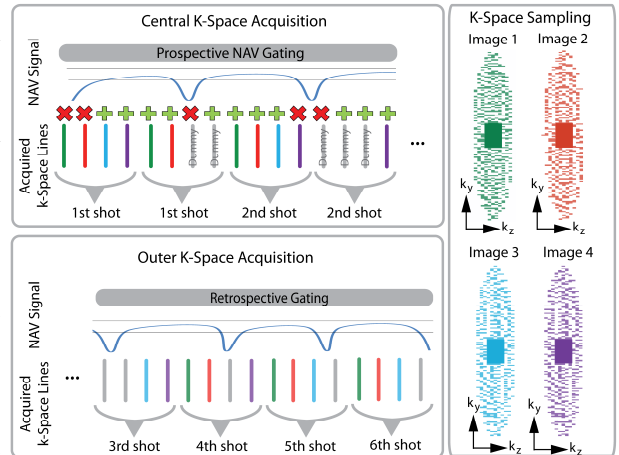 Central K-Space Acquisition
Prospective NAV Gating
NAV Signal
Acquired
k-Space Lines
Dummy
Dummy
Dummy
Dummy
Dummy
...
1st shot
1st shot
2nd shot
2nd shot
Outer K-Space Acquisition
Retrospective Gating
NAV Signal
Acquired
k-Space Lines
...
3rd shot
4th shot
5th shot
6th shot
K-Space Sampling
Image 1
Image 2
ky
kz
ky
kz
Image 3
Image 4
ky
kz
ky
kz